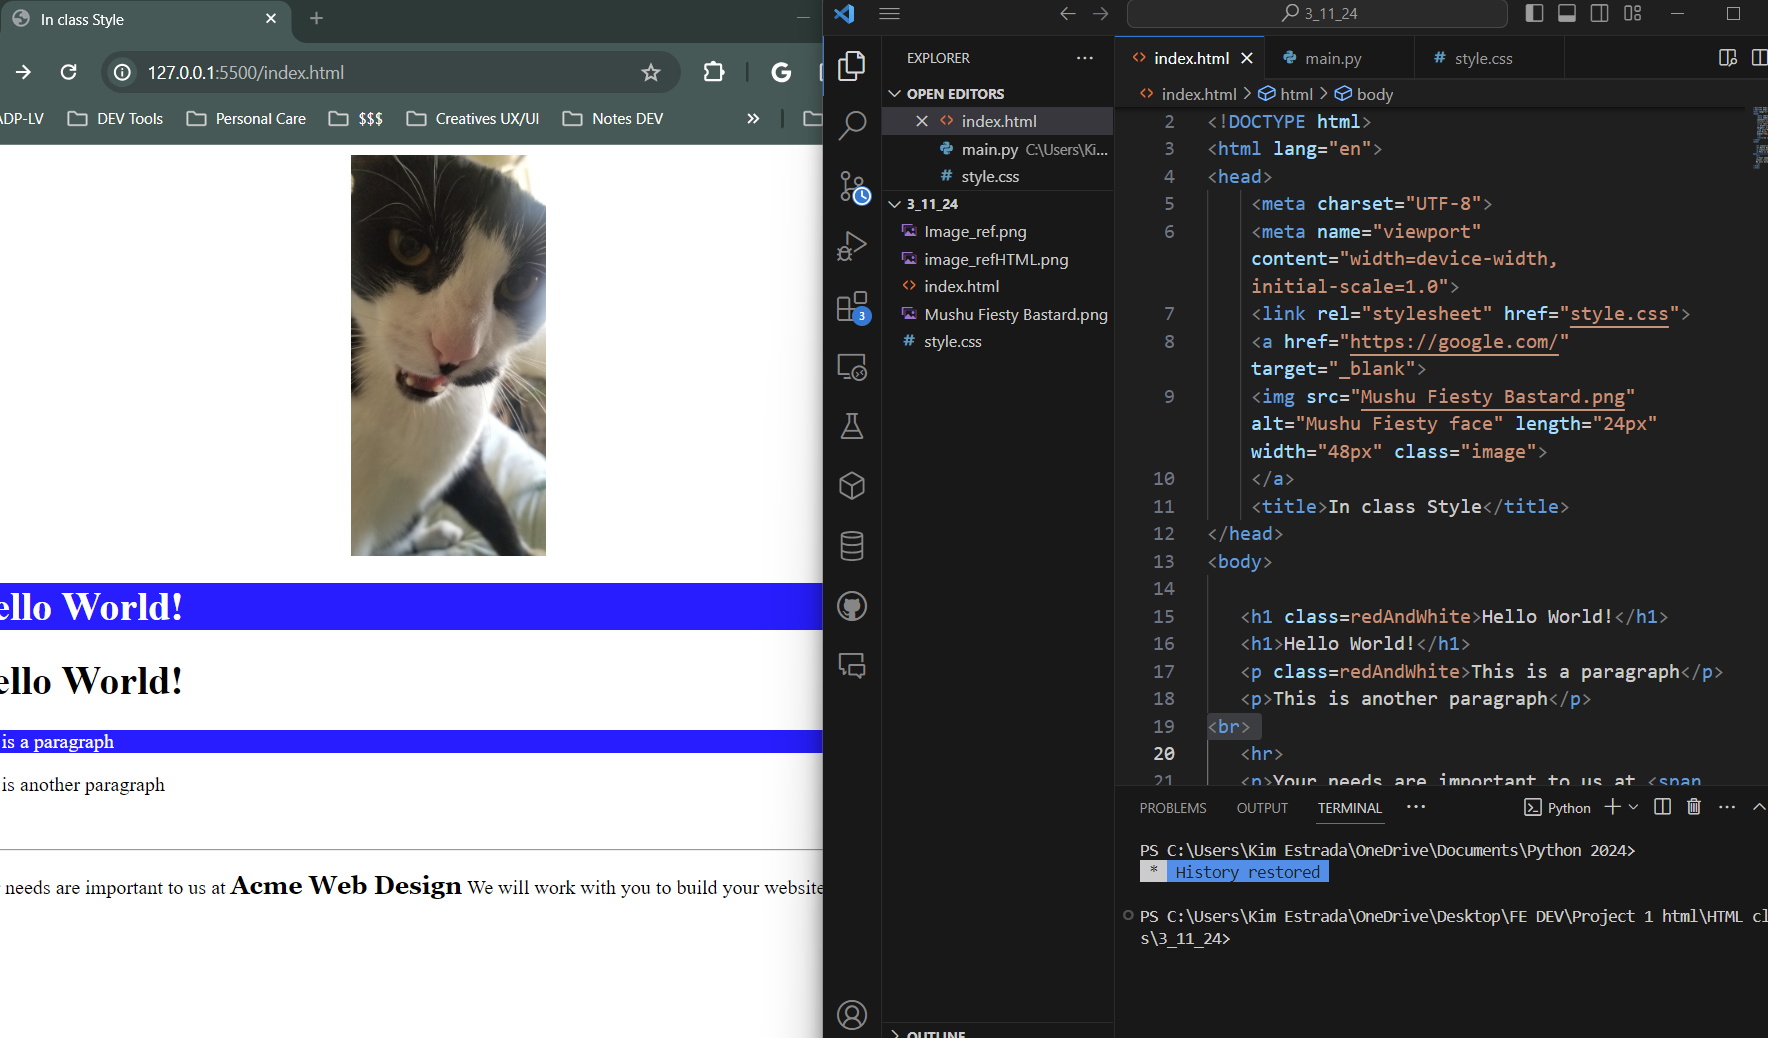 In class Style
127.0.0.1:5500/index.html
ADP-LV
DEV Tools
Personal Care
$$$
Creatives UX/UI
Notes DEV
ello World!
ello World!
is a paragraph
is another paragraph
needs are important to us at Acme Web Design We will work with you to build your website
3_11_24
EXPLORER
OPEN EDITORS
index.html
main.py C:\Users\Ki...
style.css
3_11_24
Image_ref.png
image_refHTML.png
index.html
Mushu Fiesty Bastard.png
style.css
3
OUTLINE
index.html
main.py
style.css
index.html > html > body
2 <!DOCTYPE html>
3 <html lang="en">
4 <head>
5 <meta charset="UTF-8">
6 <meta name="viewport"
content="width=device-width,
initial-scale=1.0">
7 <link rel="stylesheet" href="style.css">
8 <a href="https://google.com/"
target="_blank">
9 <img src="Mushu Fiesty Bastard.png"
alt="Mushu Fiesty face" length="24px"
width="48px" class="image">
10 </a>
11 <title>In class Style</title>
12 </head>
13 <body>
14
15 <h1 class=redAndWhite>Hello World!</h1>
16 <h1>Hello World!</h1>
17 <p class=redAndWhite>This is a paragraph</p>
18 <p>This is another paragraph</p>
19 <br>
20 <hr>
21 <p>Your needs are important to us at <span
PROBLEMS
OUTPUT
TERMINAL
Python
PS C:\Users\Kim Estrada\OneDrive\Documents\Python 2024>
* History restored
PS C:\Users\Kim Estrada\OneDrive\Desktop\FE DEV\Project 1 html\HTML cl
s\3_11_24>